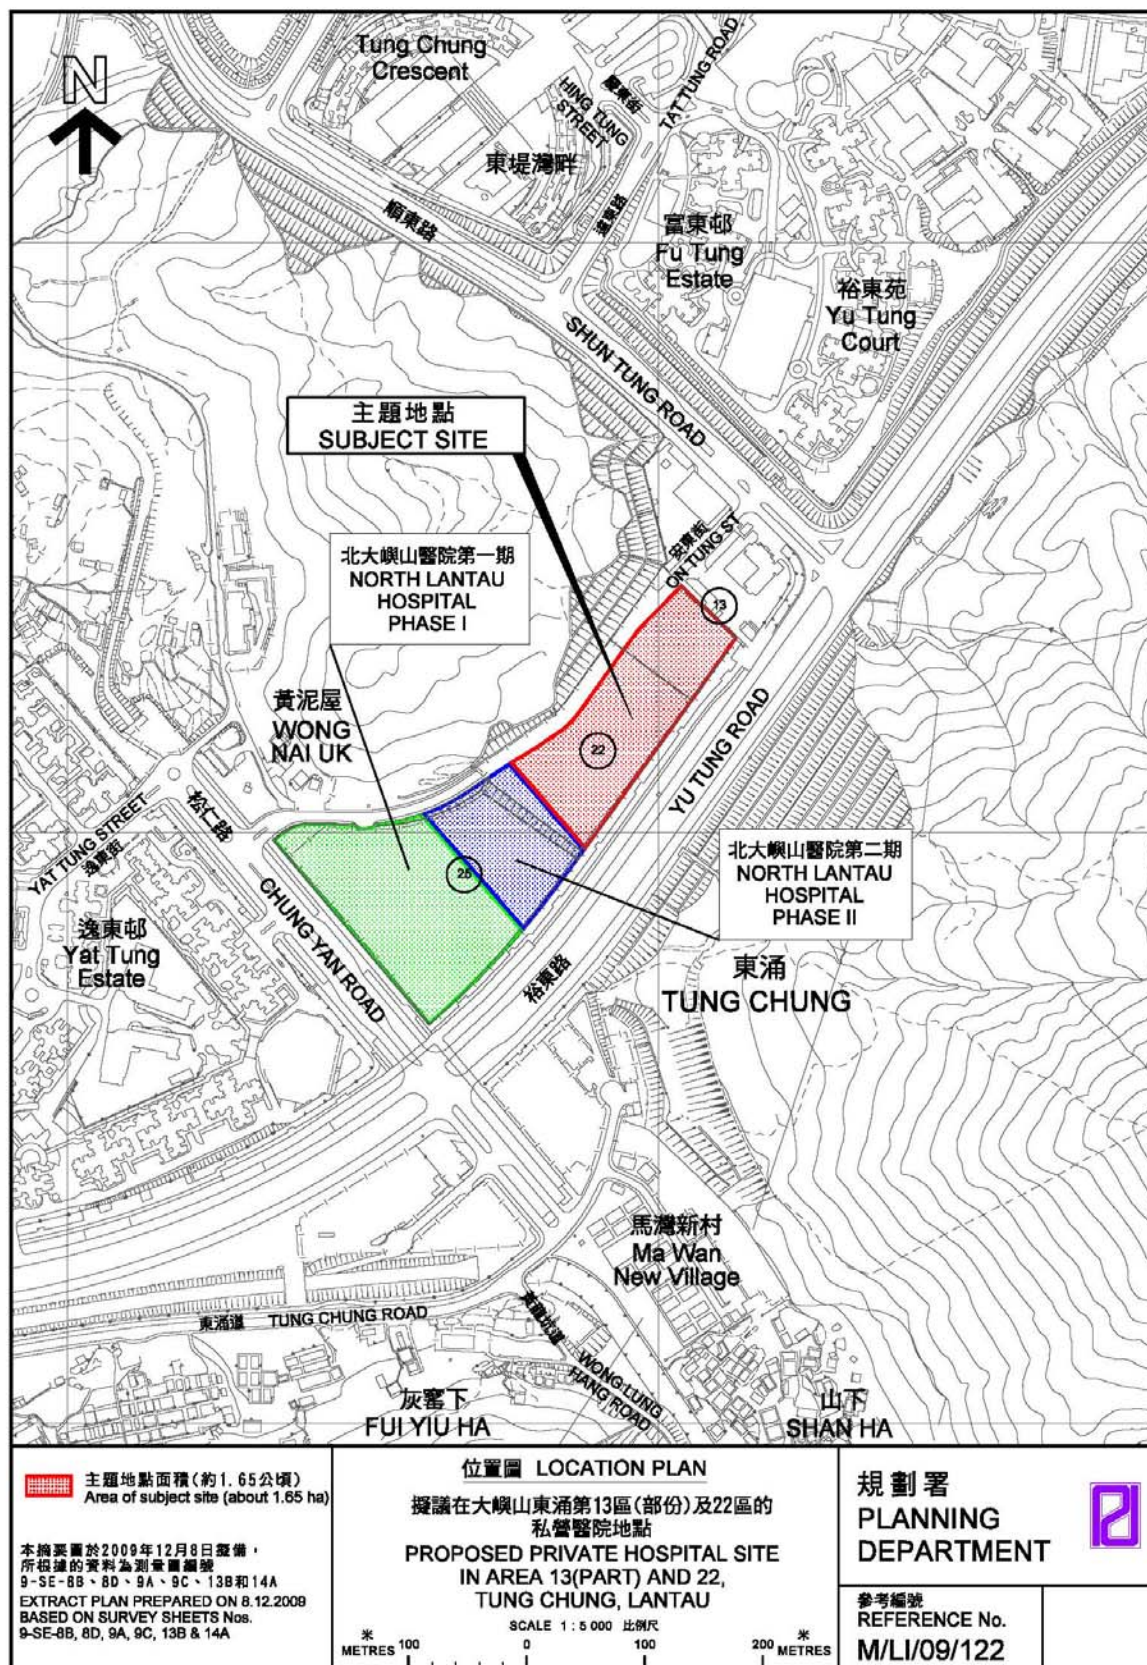 N
Tung Chung
Crescent
慶東街
HING TUNG
STREET
TAT TUNG ROAD
東堤灣畔
達東路
順東路
富東邨
Fu Tung
Estate
裕東苑
Yu Tung
Court
SHUN TUNG ROAD
主題地點
SUBJECT SITE
安東街
ON TUNG ST
北大嶼山醫院第一期
NORTH LANTAU
HOSPITAL
PHASE I
13
黃泥屋
WONG
NAI UK
22
YU TUNG ROAD
松仁路
YAT TUNG STREET
逸東街
25
北大嶼山醫院第二期
NORTH LANTAU
HOSPITAL
PHASE II
CHUNG YAN ROAD
逸東邨
Yat Tung
Estate
裕東路
東涌
TUNG CHUNG
馬灣新村
Ma Wan
New Village
東涌道 TUNG CHUNG ROAD
黃龍坑道
WONG LUNG
HANG ROAD
灰窰下
FUI YIU HA
山下
SHAN HA
主題地點面積(約1.65公頃)
Area of subject site (about 1.65 ha)
本摘要圖於2009年12月8日擬備，
所根據的資料為測量圖編號
9-SE-8B、8D、9A、9C、13B和14A
EXTRACT PLAN PREPARED ON 8.12.2009
BASED ON SURVEY SHEETS Nos.
9-SE-8B, 8D, 9A, 9C, 13B & 14A
位置圖 LOCATION PLAN
擬議在大嶼山東涌第13區(部份)及22區的
私營醫院地點
PROPOSED PRIVATE HOSPITAL SITE
IN AREA 13(PART) AND 22,
TUNG CHUNG, LANTAU
SCALE 1 : 5 000 比例尺
米 METRES 100 0 100 200 米 METRES
規劃署
PLANNING
DEPARTMENT
參考編號
REFERENCE No.
M/LI/09/122